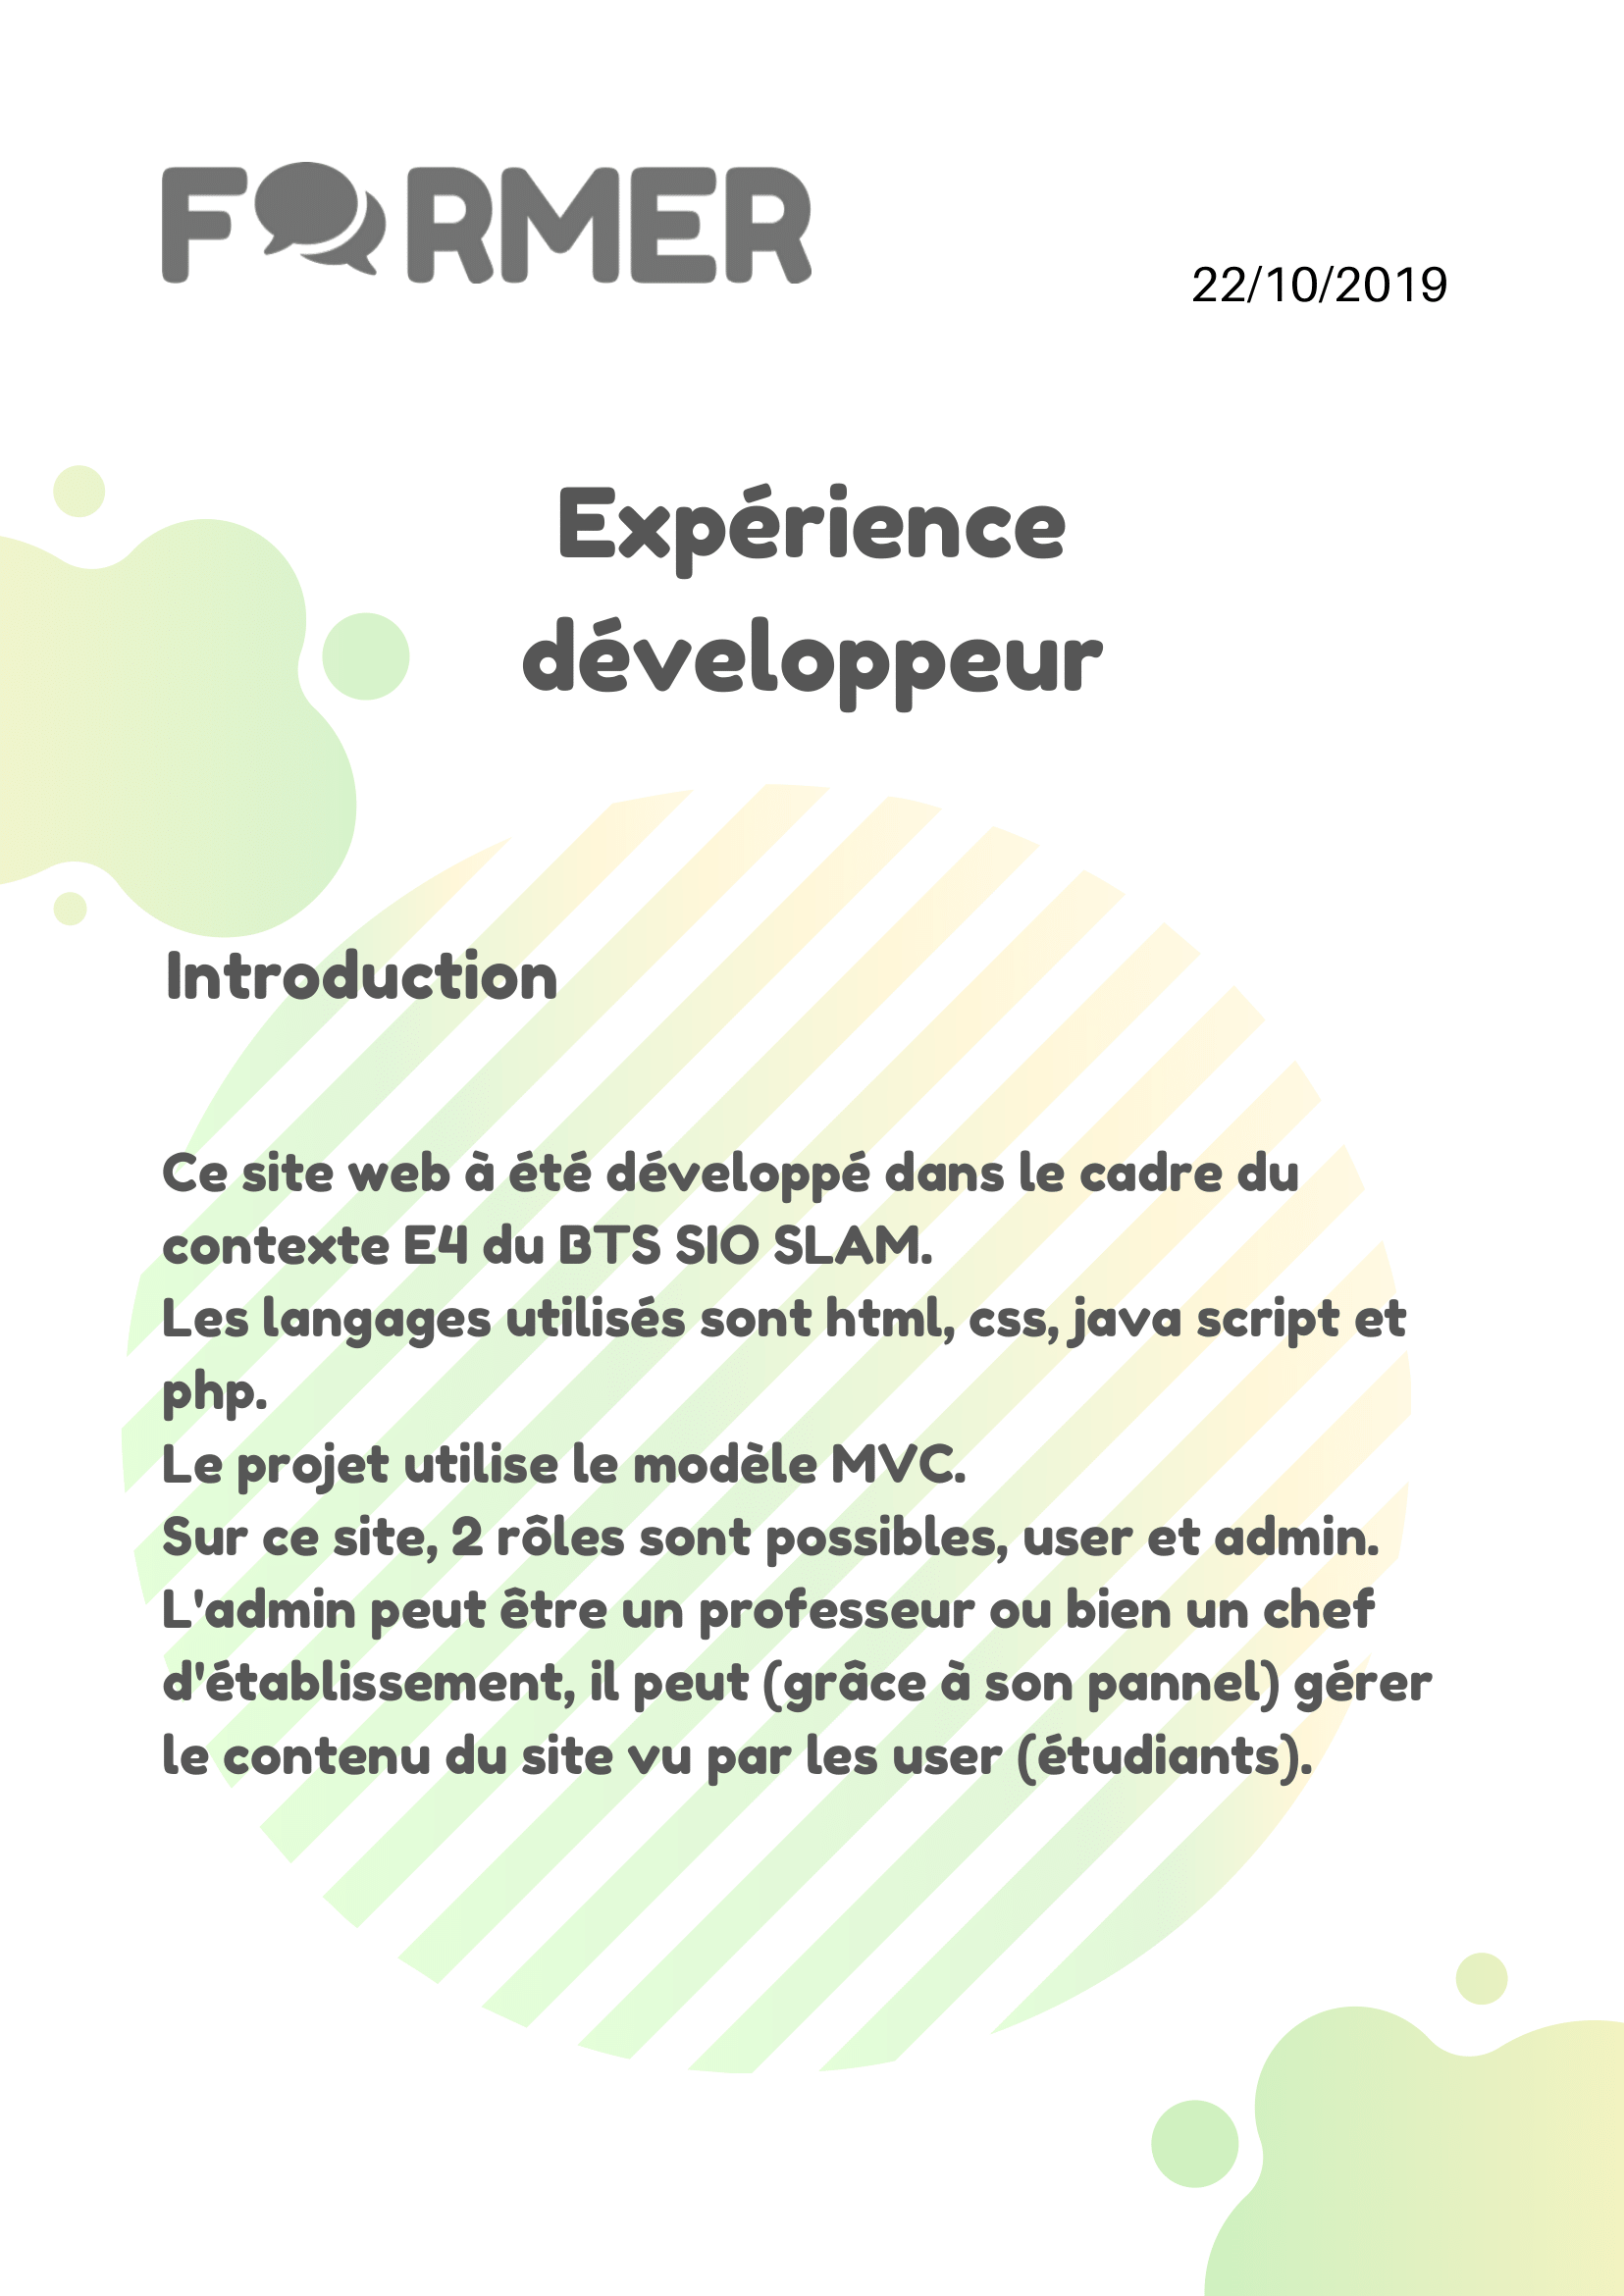 FORMER
22/10/2019
Expérience
développeur
Introduction
Ce site web à été développé dans le cadre du
contexte E4 du BTS SIO SLAM.
Les langages utilisés sont html, css, java script et
php.
Le projet utilise le modèle MVC.
Sur ce site, 2 rôles sont possibles, user et admin.
L'admin peut être un professeur ou bien un chef
d'établissement, il peut (grâce à son pannel) gérer
le contenu du site vu par les user (étudiants).